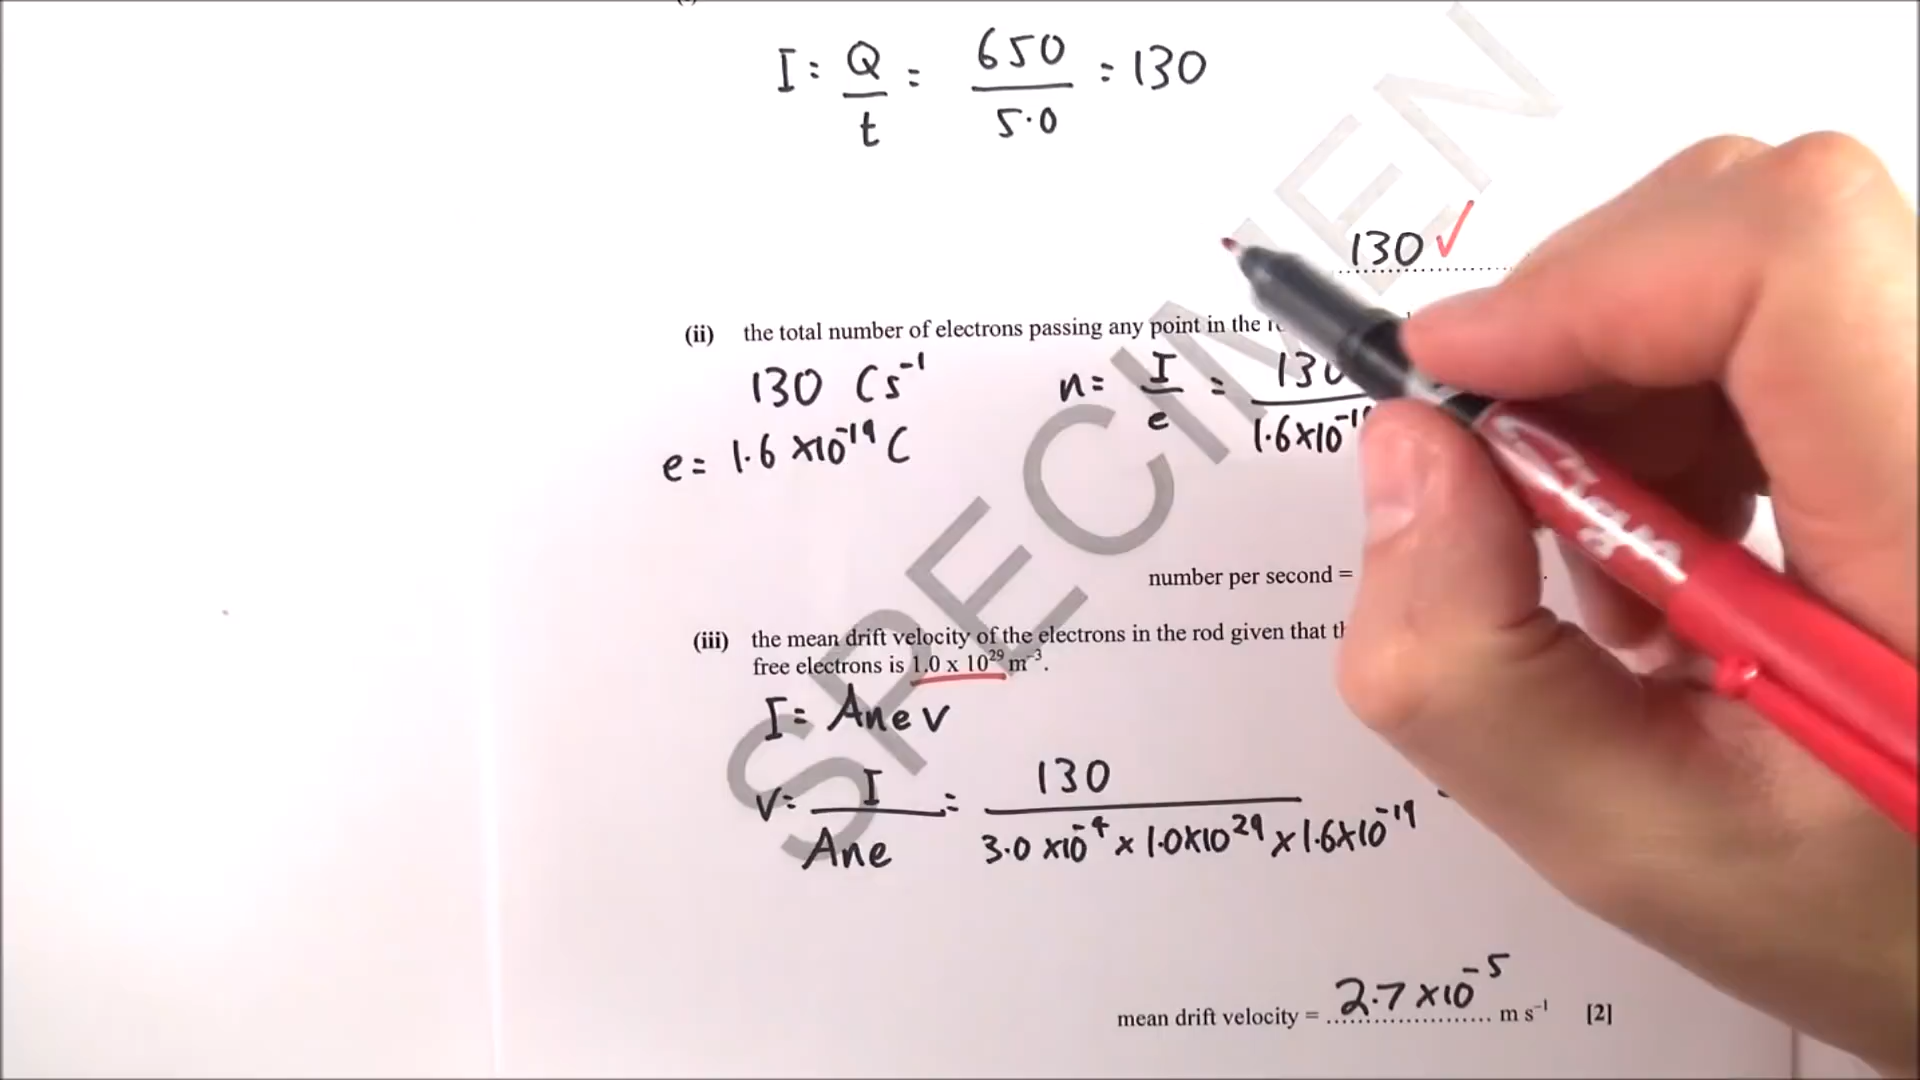 I = Q/t = 650/5.0 = 130
130 ✓
(ii) the total number of electrons passing any point in the
130 Cs⁻¹
n = I/e = 130/1.6×10
e = 1.6 ×10⁻¹⁹ C
number per second =
(iii) the mean drift velocity of the electrons in the rod given that
free electrons is 1.0 x 10²⁹ m⁻³.
I = Anev
v = I/Ane = 130/3.0 ×10⁻⁴ × 1.0×10²⁹ × 1.6×10⁻¹⁹
mean drift velocity = 2.7 ×10⁻⁵ m s⁻¹ [2]
SPECIMEN